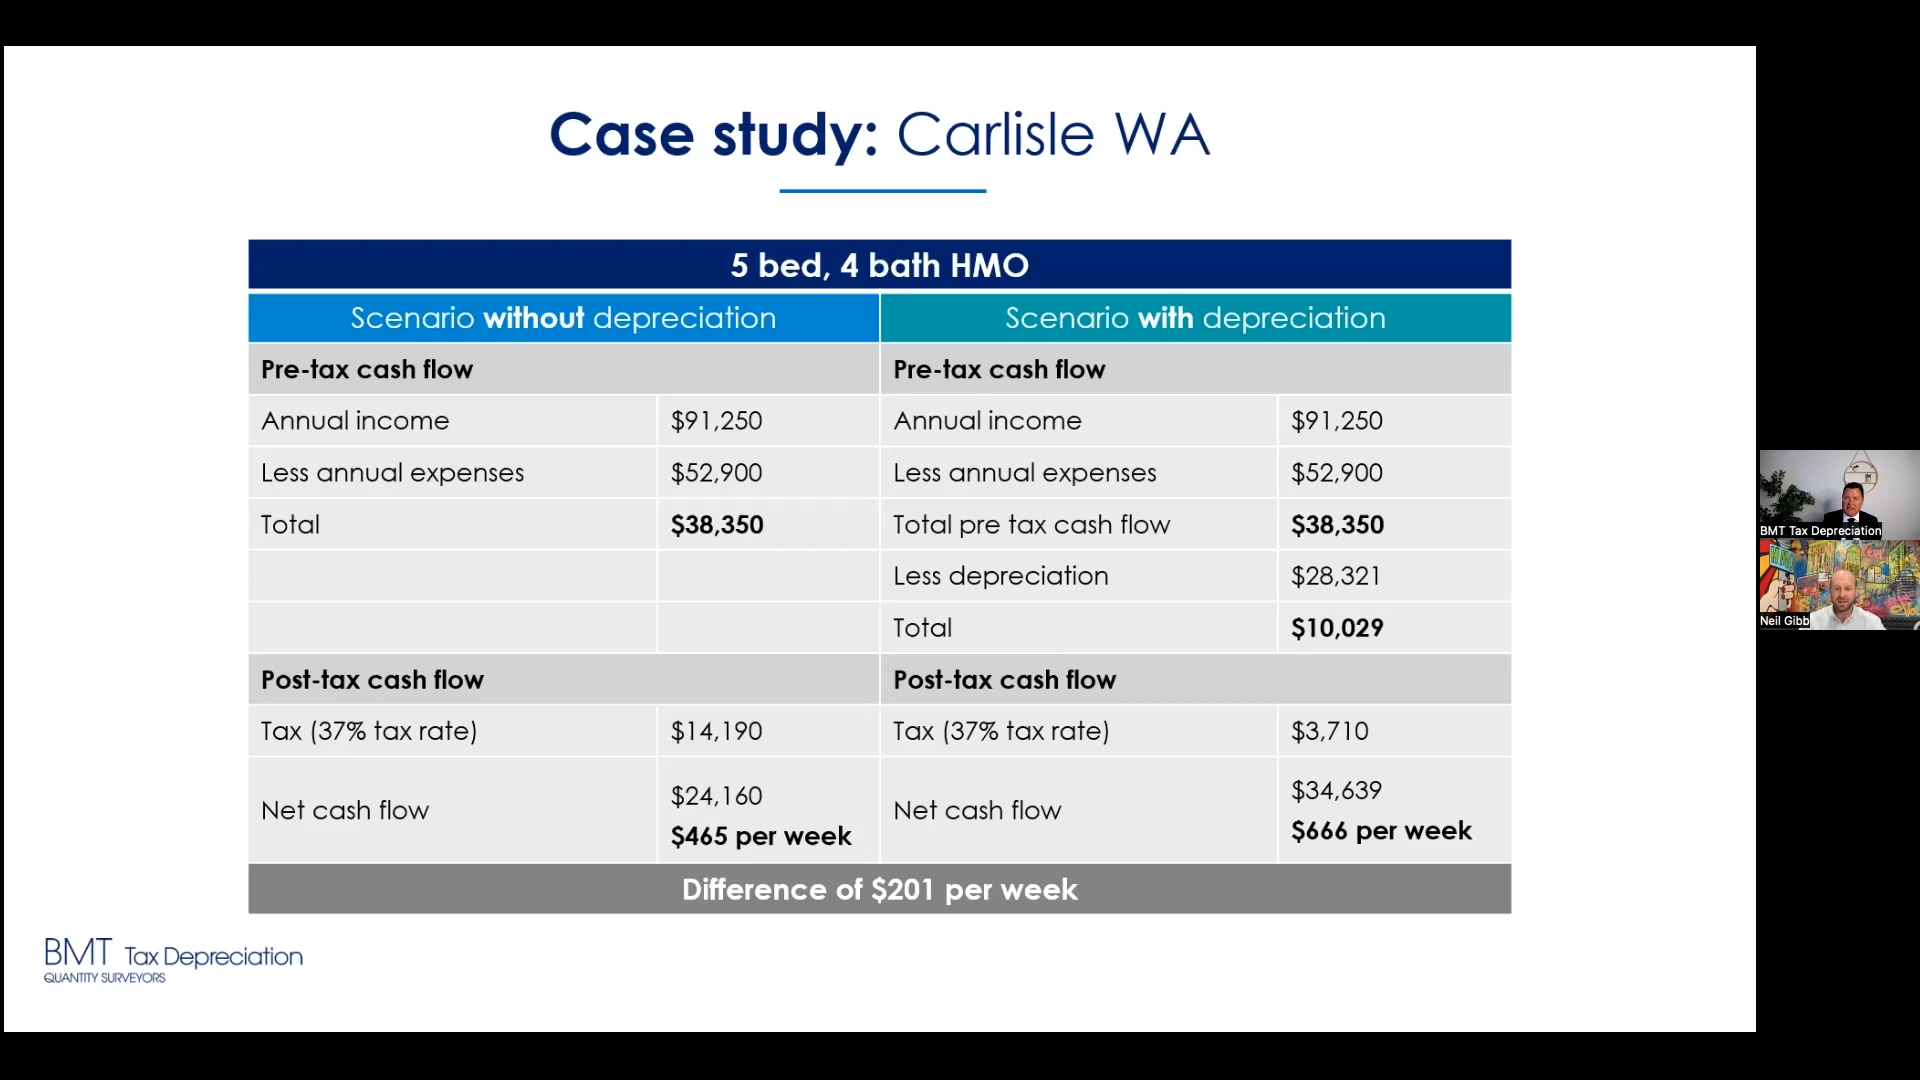 Case study: Carlisle WA
5 bed, 4 bath HMO
Scenario without depreciation
Scenario with depreciation
Pre-tax cash flow
Pre-tax cash flow
Annual income $91,250
Annual income $91,250
Less annual expenses $52,900
Less annual expenses $52,900
Total $38,350
Total pre tax cash flow $38,350
Less depreciation $28,321
Total $10,029
Post-tax cash flow
Post-tax cash flow
Tax (37% tax rate) $14,190
Tax (37% tax rate) $3,710
Net cash flow
$24,160
$465 per week
Net cash flow
$34,639
$666 per week
Difference of $201 per week
BMT Tax Depreciation
QUANTITY SURVEYORS
BMT Tax Depreciation
Neil Gibb